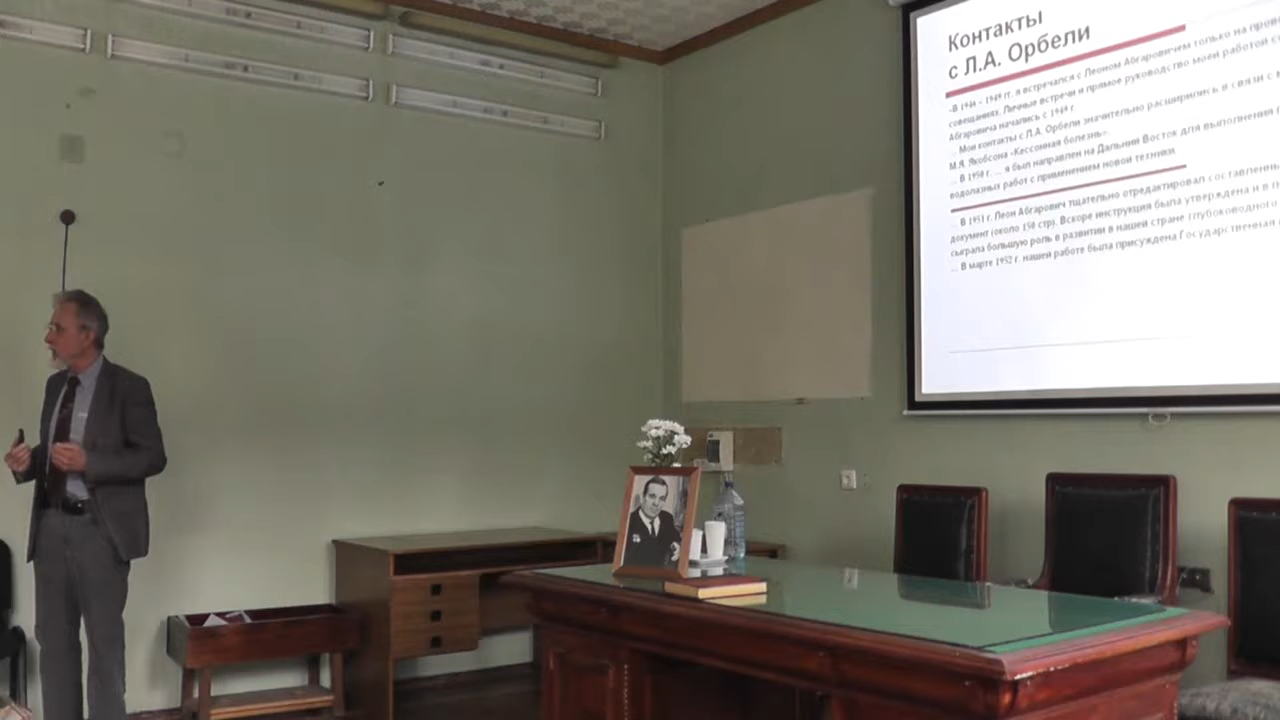 Контакты
с Л.А. Орбели
«В 1946 – 1949 гг. я встречался с Леоном Абгаровичем только на
совещаниях. Личные встречи и прямое руководство моей работой со
Абгаровича начались с 1949 г.
... Мои контакты с Л.А. Орбели значительно расширились в связи с
М.Я. Якобсона «Кессонная болезнь».
... В 1950 г. ... я был направлен на Дальний Восток для выполнения
водолазных работ с применением новой техники.
... В 1951 г. Леон Абгарович тщательно отредактировал
документ (около 150 стр). Вскоре инструкция была утверждена и в
сыграла большую роль в развитии в нашей стране глубоководного
... В марте 1952 г. нашей работе была присуждена Государственная